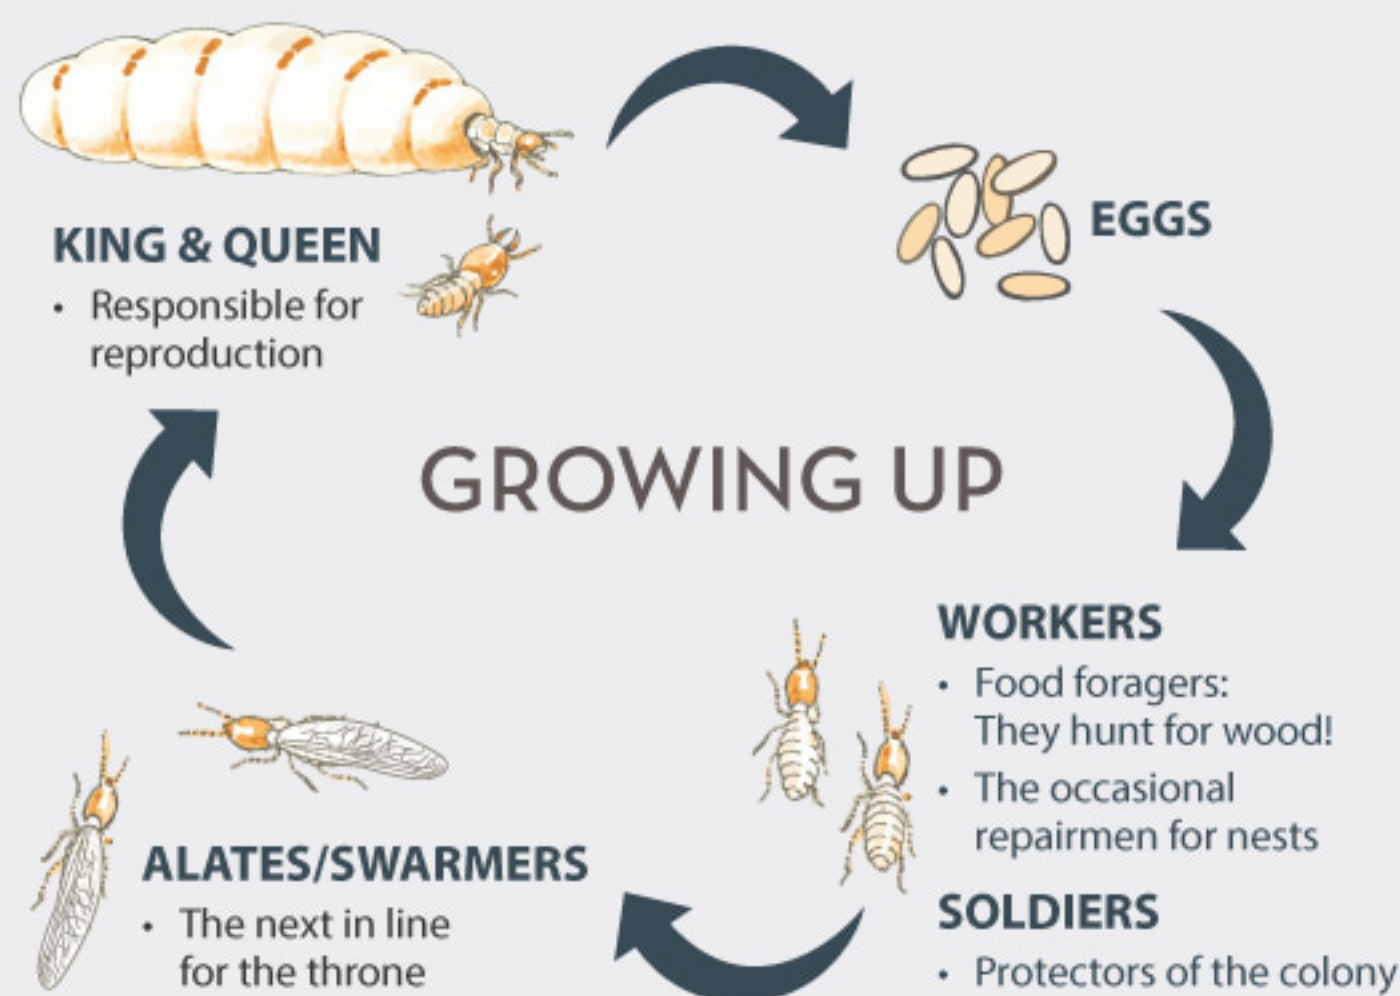 KING & QUEEN
• Responsible for
reproduction
EGGS
GROWING UP
WORKERS
• Food foragers:
They hunt for wood!
• The occasional
repairmen for nests
SOLDIERS
• Protectors of the colony
ALATES/SWARMERS
• The next in line
for the throne